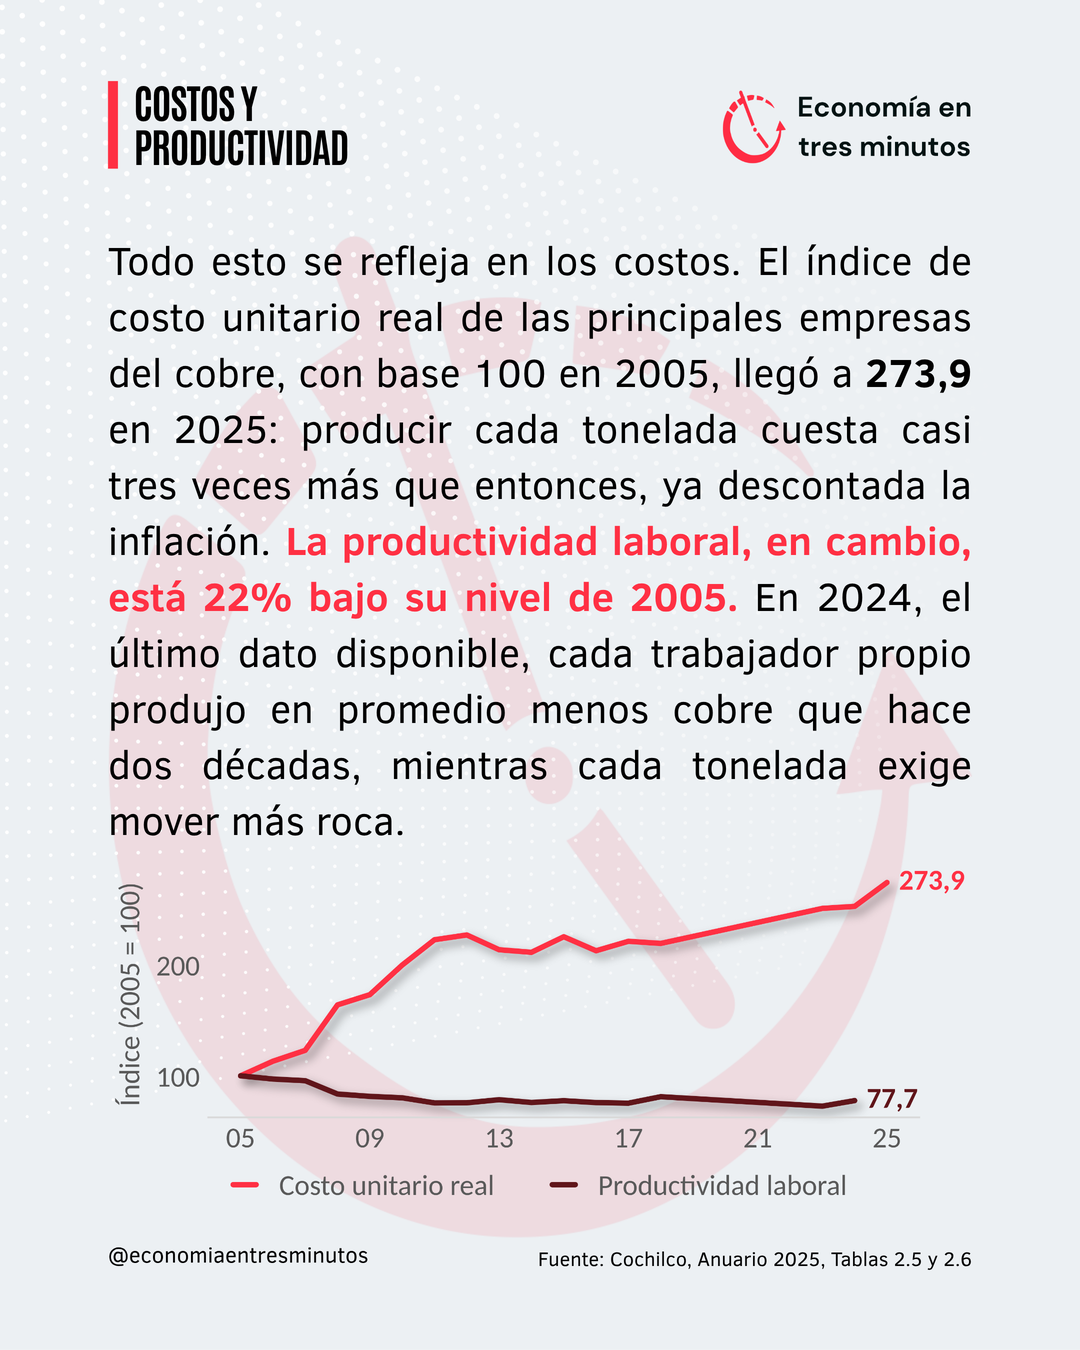 COSTOS Y
PRODUCTIVIDAD
Economía en
tres minutos
Todo esto se refleja en los costos. El índice de
costo unitario real de las principales empresas
del cobre, con base 100 en 2005, llegó a 273,9
en 2025: producir cada tonelada cuesta casi
tres veces más que entonces, ya descontada la
inflación. La productividad laboral, en cambio,
está 22% bajo su nivel de 2005. En 2024, el
último dato disponible, cada trabajador propio
produjo en promedio menos cobre que hace
dos décadas, mientras cada tonelada exige
mover más roca.
Índice (2005 = 100)
273,9
200
100
77,7
05 09 13 17 21 25
Costo unitario real Productividad laboral
@economiaentresminutos
Fuente: Cochilco, Anuario 2025, Tablas 2.5 y 2.6